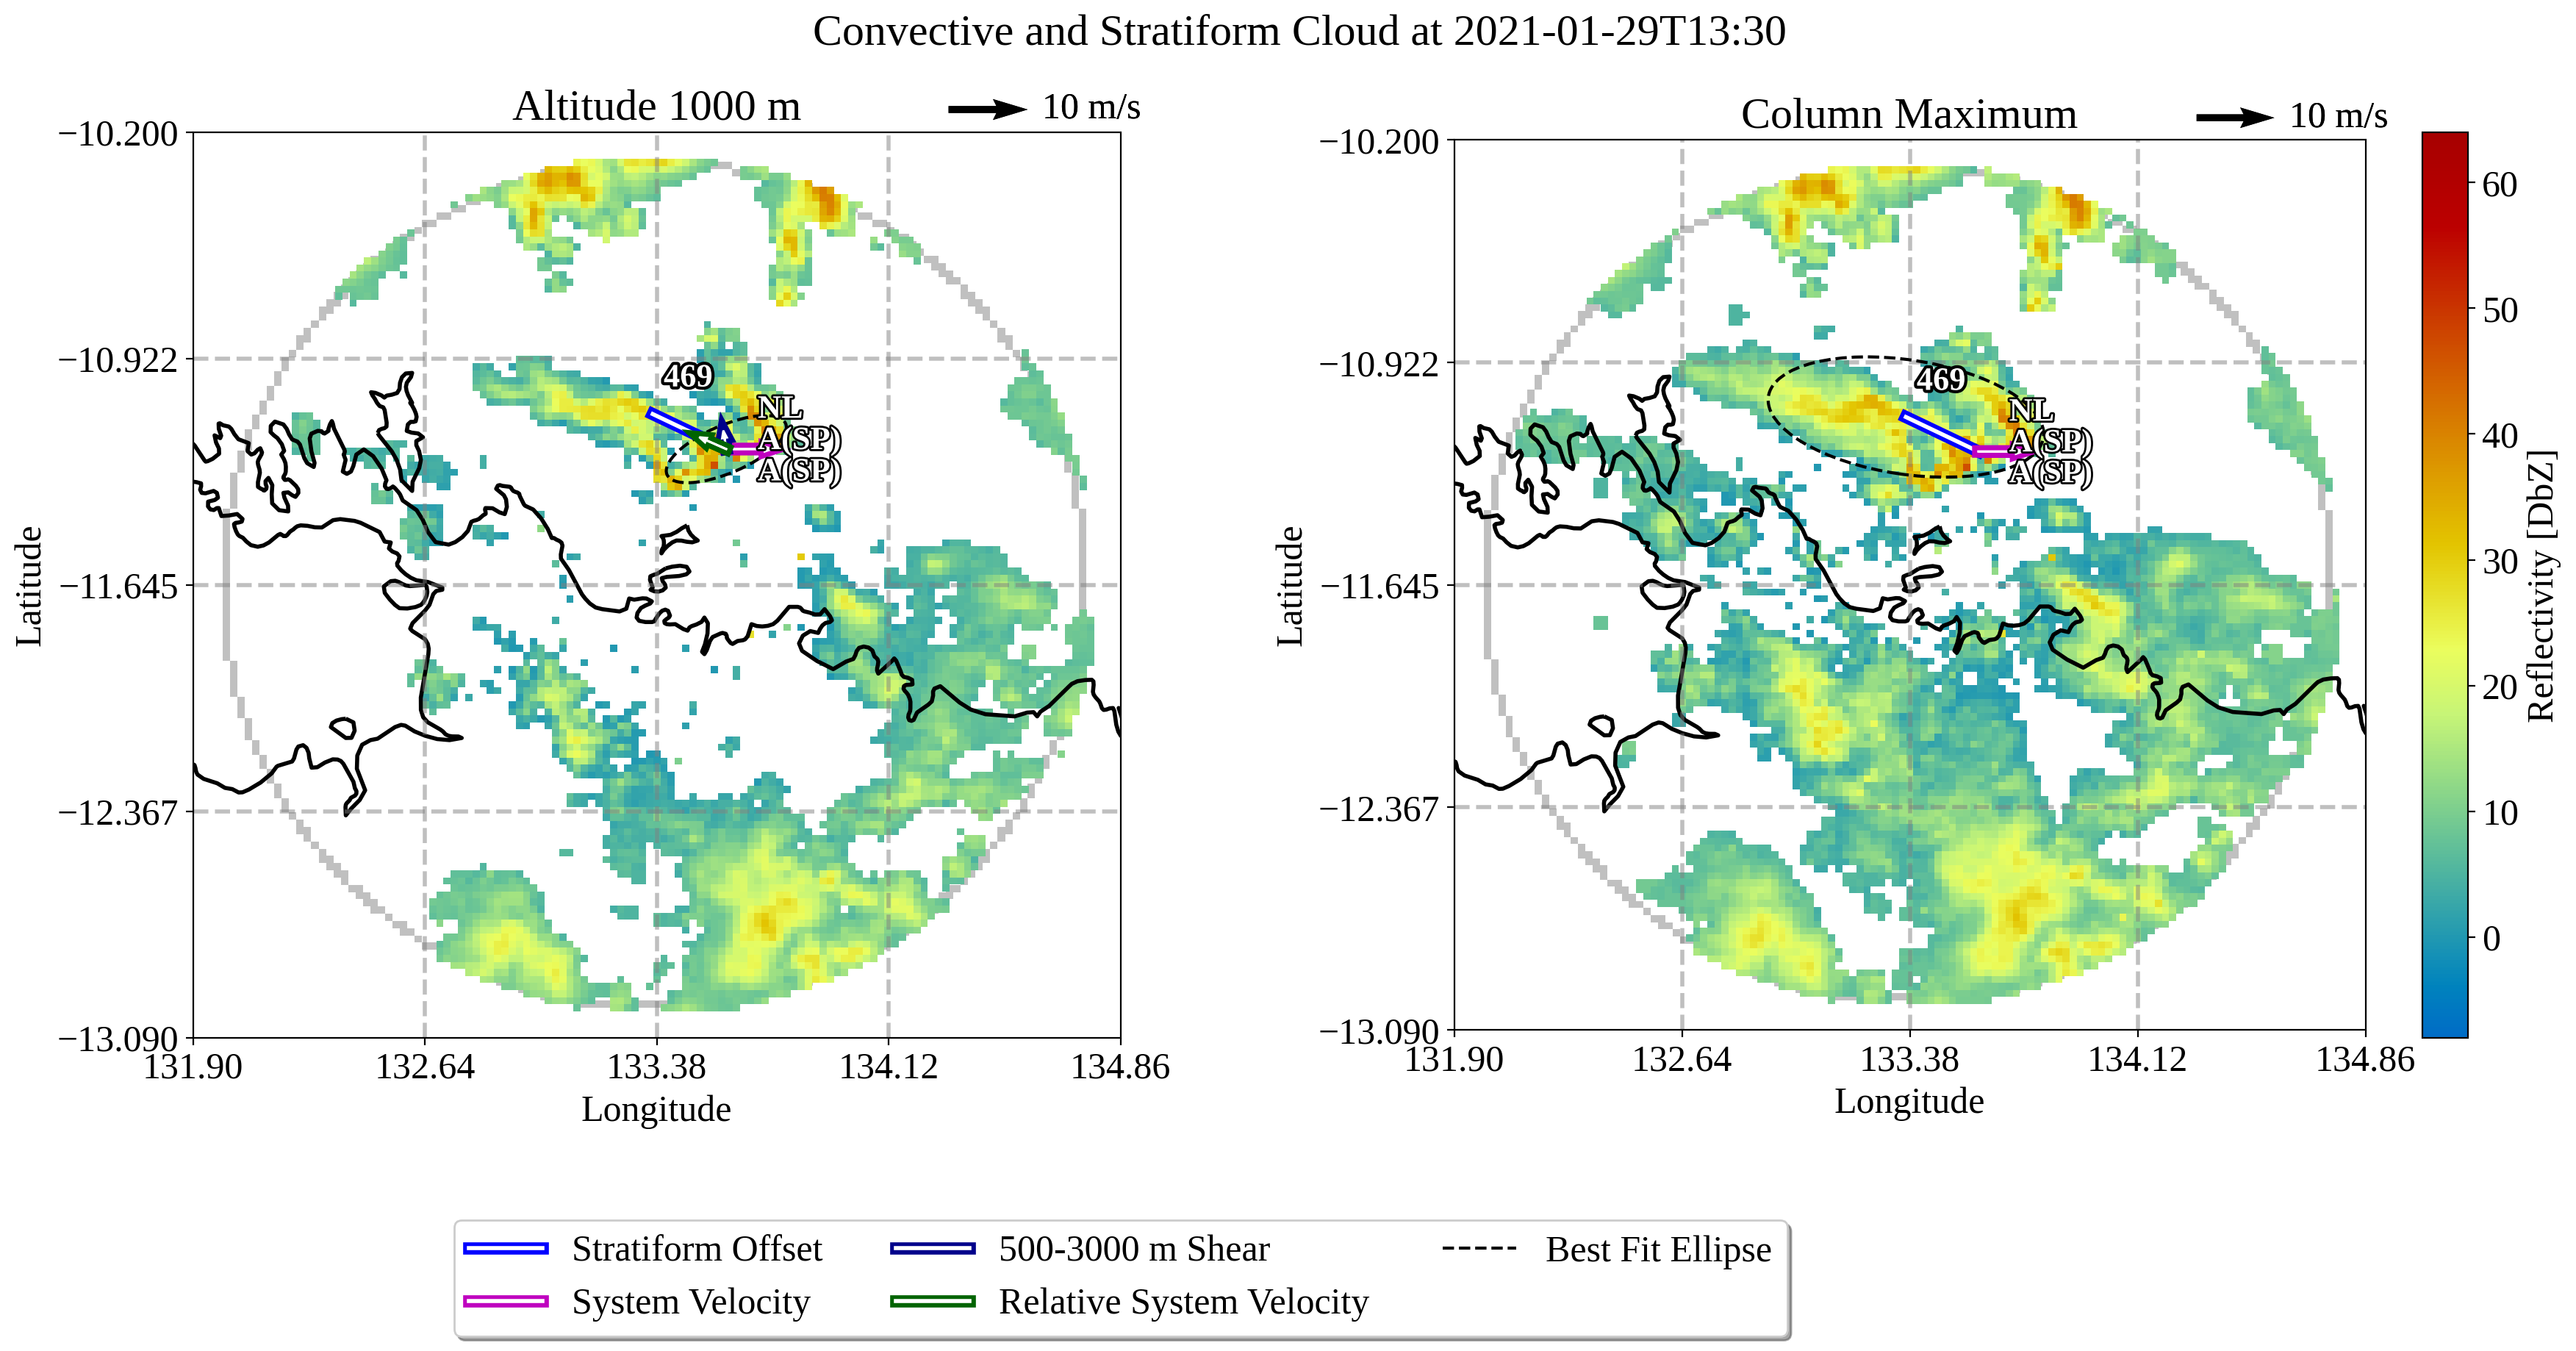 Convective and Stratiform Cloud at 2021-01-29T13:30
Altitude 1000 m
10 m/s
−10.200
−10.922
−11.645
−12.367
−13.090
131.90
132.64
133.38
134.12
134.86
Latitude
Longitude
469
NL
A(SP)
A(SP)
Column Maximum
10 m/s
−10.200
−10.922
−11.645
−12.367
−13.090
131.90
132.64
133.38
134.12
134.86
Latitude
Longitude
469
NL
A(SP)
A(SP)
60
50
40
30
20
10
0
Reflectivity [DbZ]
Stratiform Offset
System Velocity
500-3000 m Shear
Relative System Velocity
Best Fit Ellipse